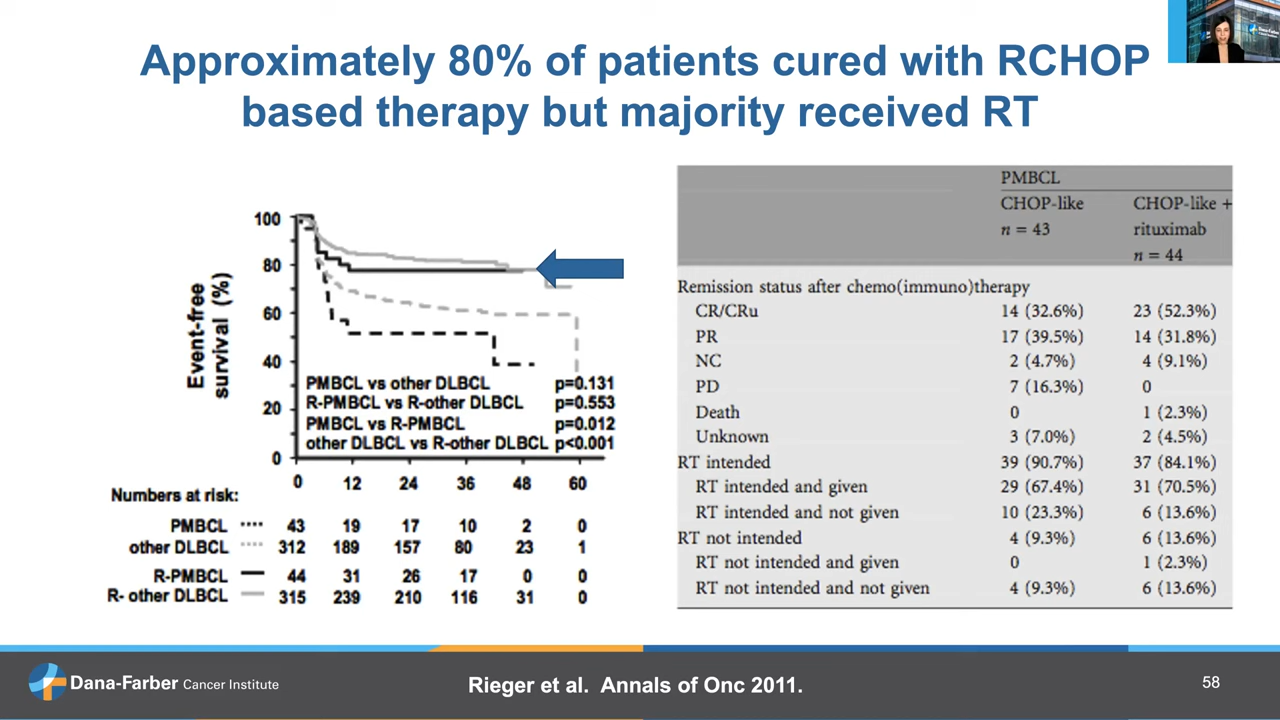 Approximately 80% of patients cured with RCHOP
based therapy but majority received RT
Event-free
survival (%)
100
80
60
40
20
0
PMBCL vs other DLBCL p=0.131
R-PMBCL vs R-other DLBCL p=0.553
PMBCL vs R-PMBCL p=0.012
other DLBCL vs R-other DLBCL p<0.001
0 12 24 36 48 60
Numbers at risk:
PMBCL 43 19 17 10 2 0
other DLBCL 312 189 157 80 23 1
R-PMBCL 44 31 26 17 0 0
R- other DLBCL 315 239 210 116 31 0
PMBCL
CHOP-like CHOP-like +
n = 43 rituximab
n = 44
Remission status after chemo(immuno)therapy
CR/CRu 14 (32.6%) 23 (52.3%)
PR 17 (39.5%) 14 (31.8%)
NC 2 (4.7%) 4 (9.1%)
PD 7 (16.3%) 0
Death 0 1 (2.3%)
Unknown 3 (7.0%) 2 (4.5%)
RT intended 39 (90.7%) 37 (84.1%)
RT intended and given 29 (67.4%) 31 (70.5%)
RT intended and not given 10 (23.3%) 6 (13.6%)
RT not intended 4 (9.3%) 6 (13.6%)
RT not intended and given 0 1 (2.3%)
RT not intended and not given 4 (9.3%) 6 (13.6%)
Dana-Farber Cancer Institute
Rieger et al. Annals of Onc 2011.
58
Dana-Farber